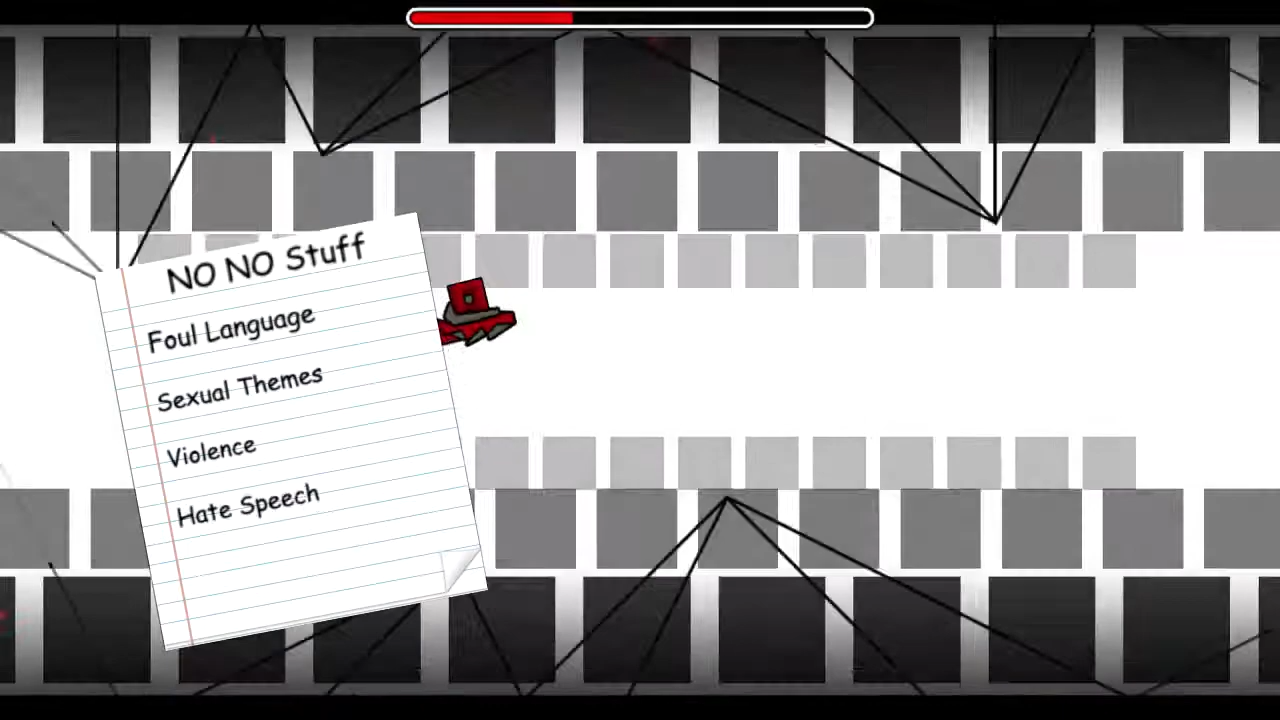 NO NO Stuff
Foul Language
Sexual Themes
Violence
Hate Speech